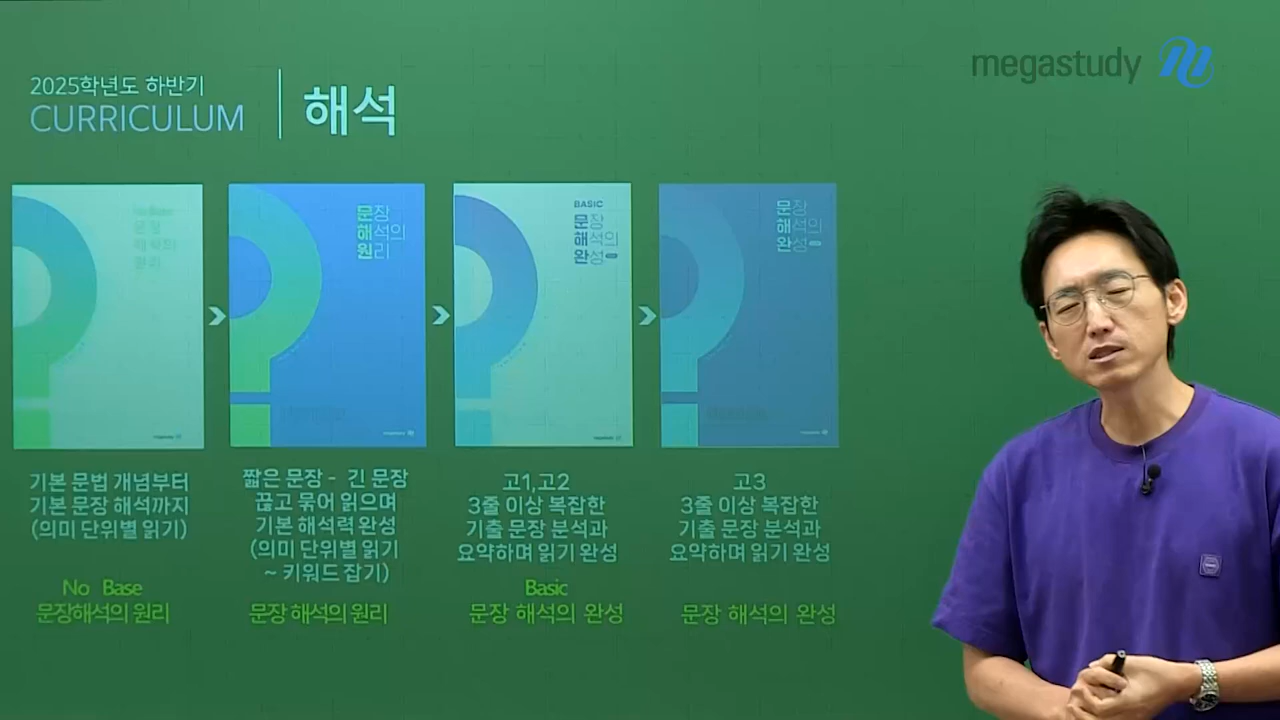 megastudy
2025학년도 하반기
CURRICULUM
해석
문장
해석의
원리
BASIC
문장
해석의
완성
문장
해석의
완성
기본 문법 개념부터
기본 문장 해석까지
(의미 단위별 읽기)
No Base
문장해석의 원리
짧은 문장 - 긴 문장
끊고 묶어 읽으며
기본 해석력 완성
(의미 단위별 읽기
~ 키워드 잡기)
문장 해석의 원리
고1,고2
3줄 이상 복잡한
기출 문장 분석과
요약하며 읽기 완성
Basic
문장 해석의 완성
고3
3줄 이상 복잡한
기출 문장 분석과
요약하며 읽기 완성
문장 해석의 완성